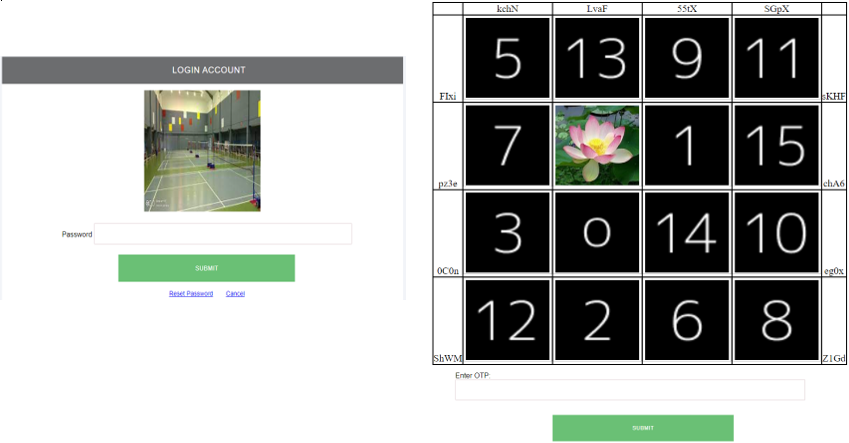 LOGIN ACCOUNT
Password
SUBMIT
Reset Password Cancel
kchN LvaF 55tX SGpX
5 13 9 11
FIxi sKHF
7 1 15
pz3e chA6
3 0 14 10
0C0n eg0x
12 2 6 8
ShWM Z1Gd
Enter OTP:
SUBMIT